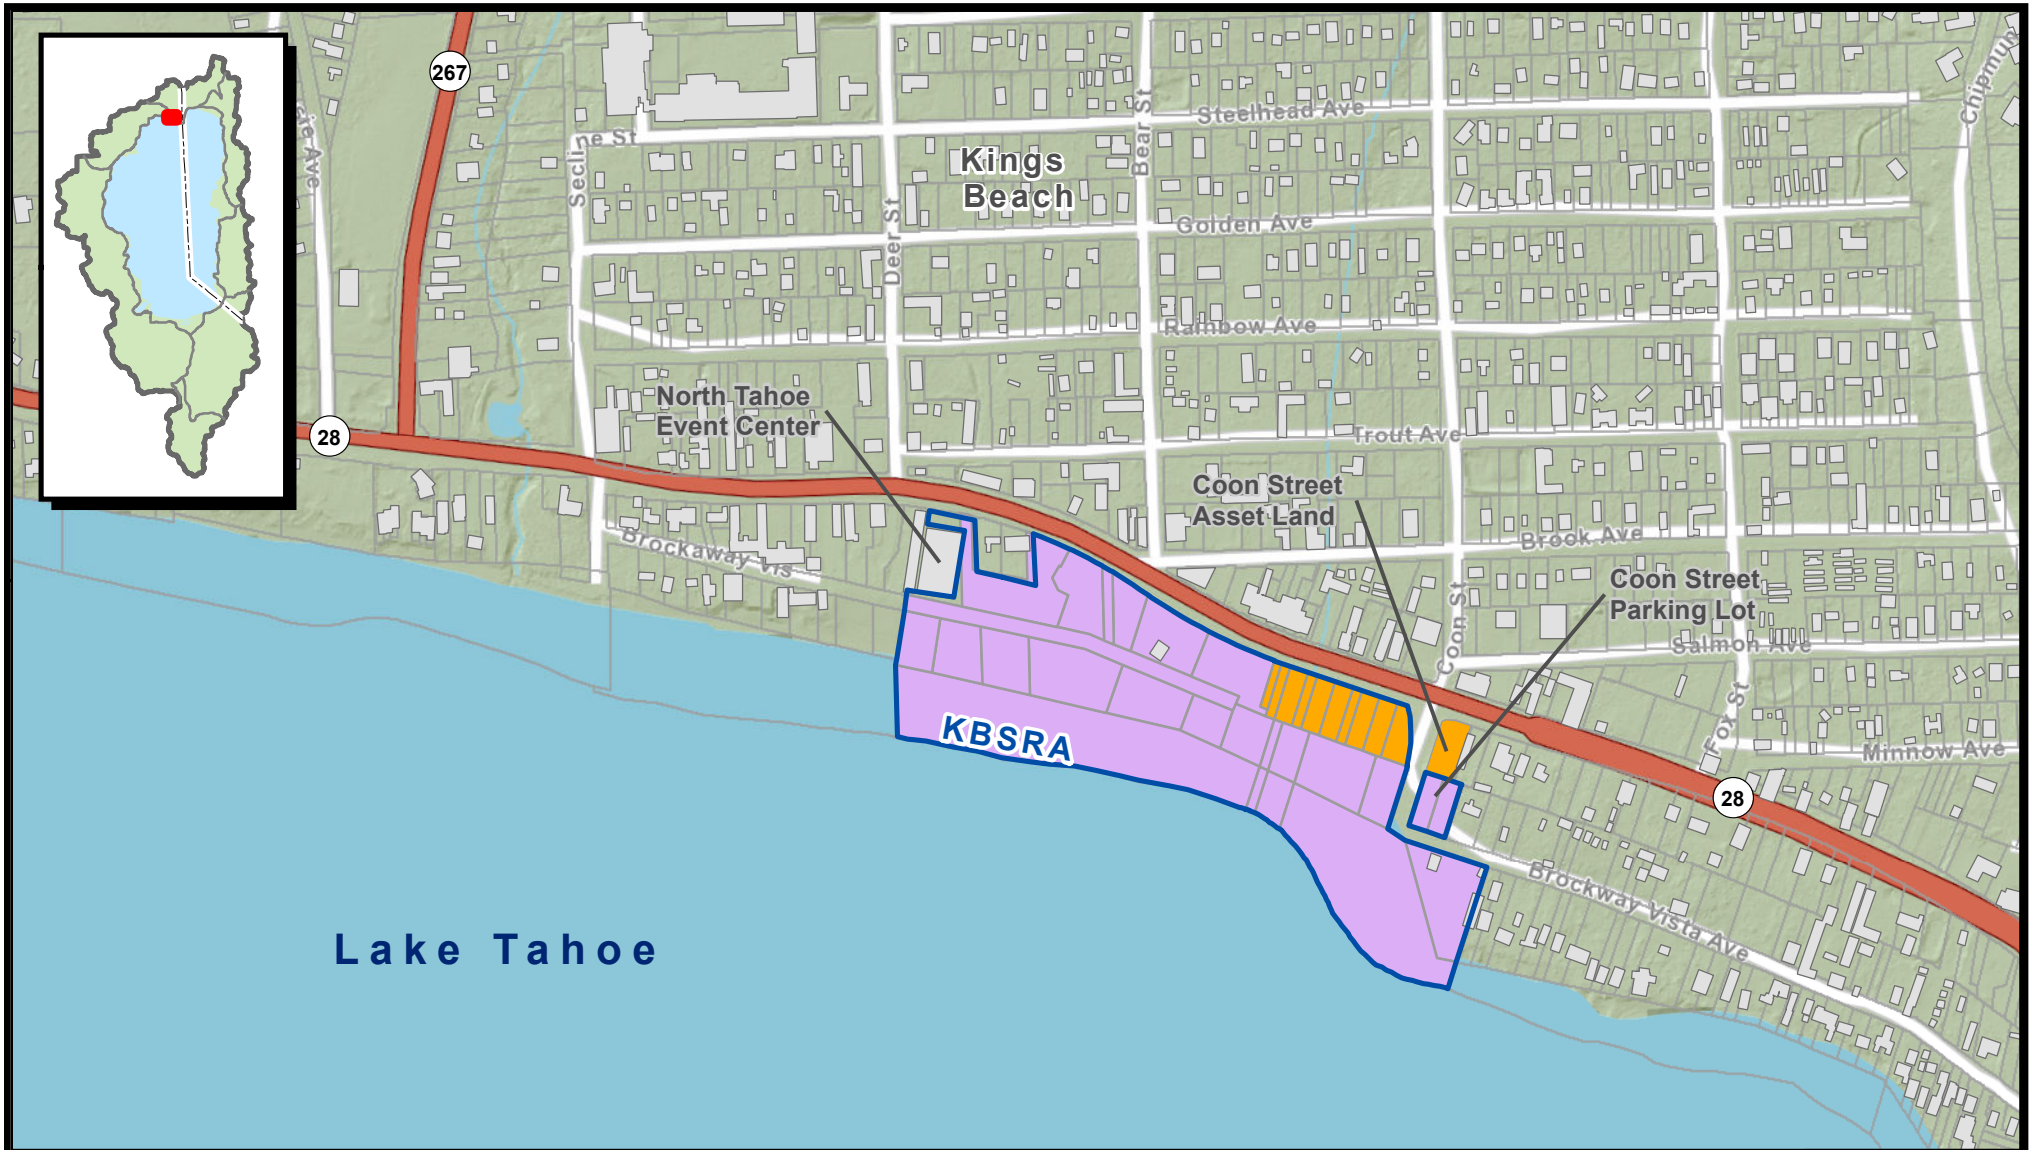 267
Steelhead Ave
Chipmun
Bear St
Secline St
Kings
Beach
Golden Ave
Deer St
Rainbow Ave
North Tahoe
Event Center
28
Trout Ave
Coon Street
Asset Land
Brook Ave
Brockaway Vis
Coon Street
Parking Lot
Coon St
Salmon Ave
KBSRA
Fox St
Minnow Ave
28
Brockway Vista Ave
Lake Tahoe